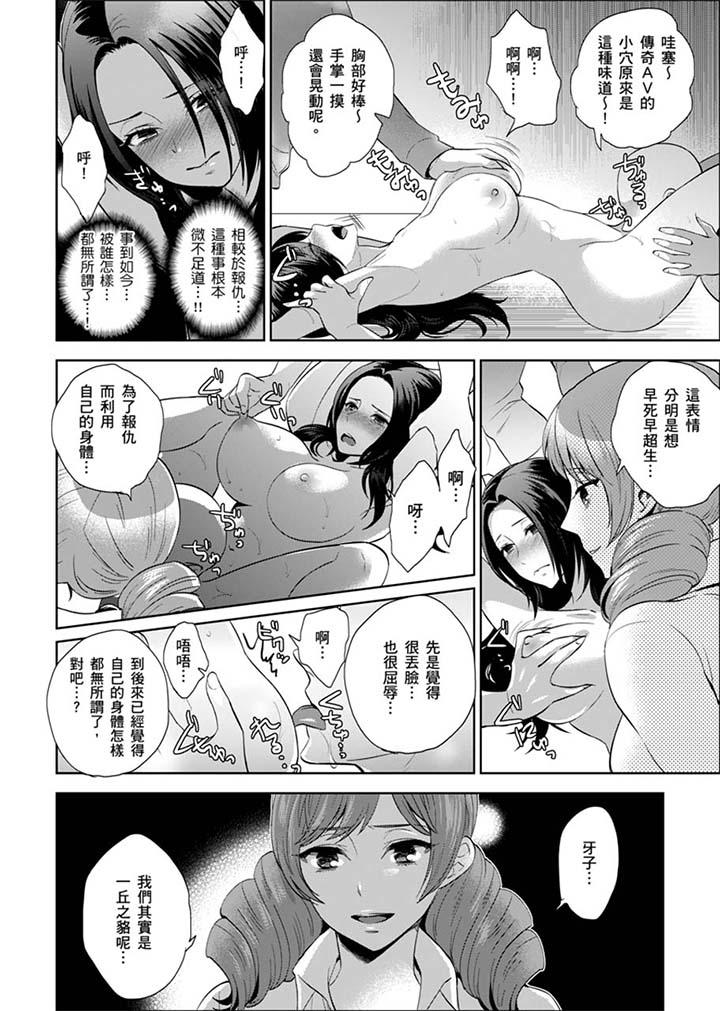 哇塞～
傳奇AV的
小穴原來是
這種味道～！
啊…
啊啊…！
胸部好棒～
手掌一摸
還會晃動呢。
呼…！
呼！
相較於報仇…
這種事根本
微不足道…!!
事到如今…
被誰怎樣…
都無所謂了…！
這表情
分明是想
早死早超生…
啊…
呀…
為了報仇
而利用
自己的身體…
先是覺得
很丟臉…
也很屈辱…
啊…
唔唔…
到後來已經覺得
自己的身體怎樣
都無所謂了，
對吧…？
牙子…
我們其實是
一丘之貉呢…